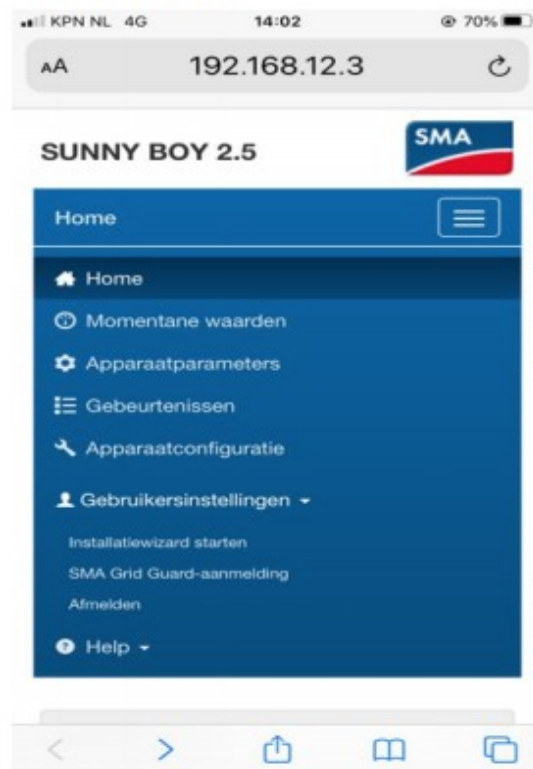 KPN NL 4G 14:02 70%
AA 192.168.12.3
SUNNY BOY 2.5 SMA
Home
Home
Momentane waarden
Apparaatparameters
Gebeurtenissen
Apparaatconfiguratie
Gebruikersinstellingen
Installatiewizard starten
SMA Grid Guard-aanmelding
Afmelden
Help